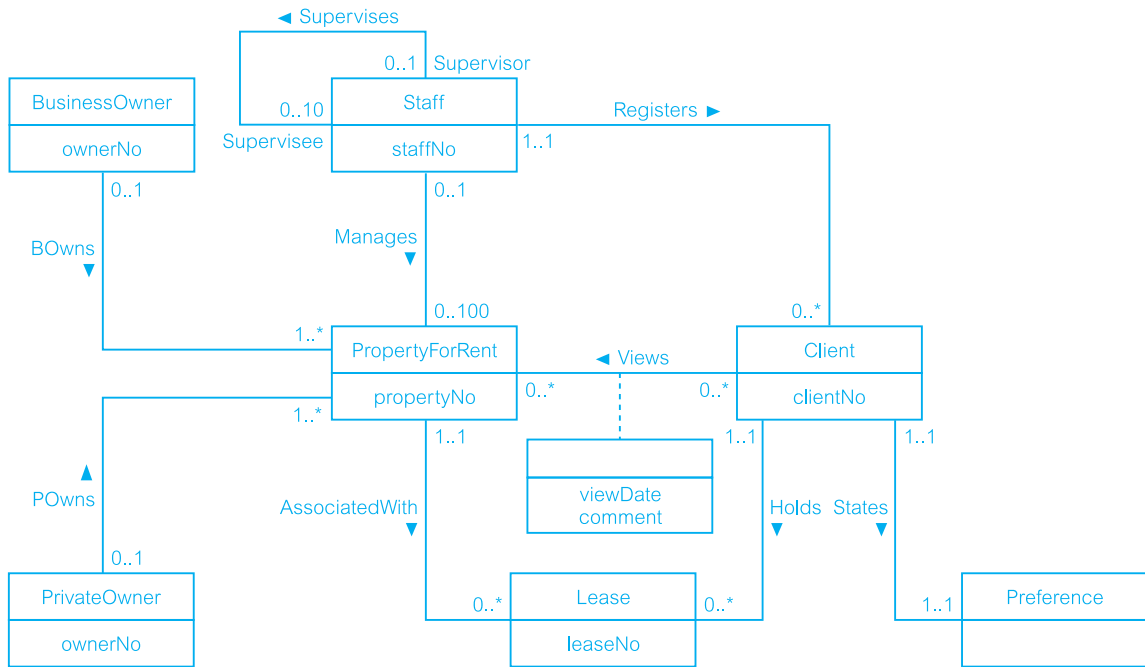 ◄ Supervises
0..1 Supervisor
BusinessOwner
Staff
0..10
Registers ►
ownerNo
Supervisee
staffNo
1..1
0..1
0..1
BOwns
▼
Manages
▼
0..100
0..*
1..*
PropertyForRent
◄ Views
Client
propertyNo
0..*
0..*
clientNo
1..*
1..1
1..1
1..1
▲
POwns
AssociatedWith
▼
viewDate
comment
Holds
▼
States
▼
0..1
PrivateOwner
0..*
Lease
0..*
1..1
Preference
ownerNo
leaseNo